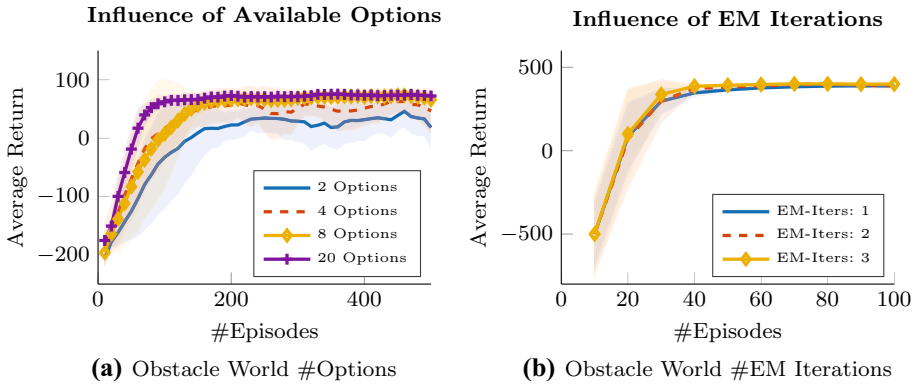 Influence of Available Options
Average Return
100
0
−100
−200
0
200
400
#Episodes
2 Options
4 Options
8 Options
20 Options
(a) Obstacle World #Options
Influence of EM Iterations
Average Return
500
0
−500
0
20
40
60
80
100
#Episodes
EM-Iters: 1
EM-Iters: 2
EM-Iters: 3
(b) Obstacle World #EM Iterations